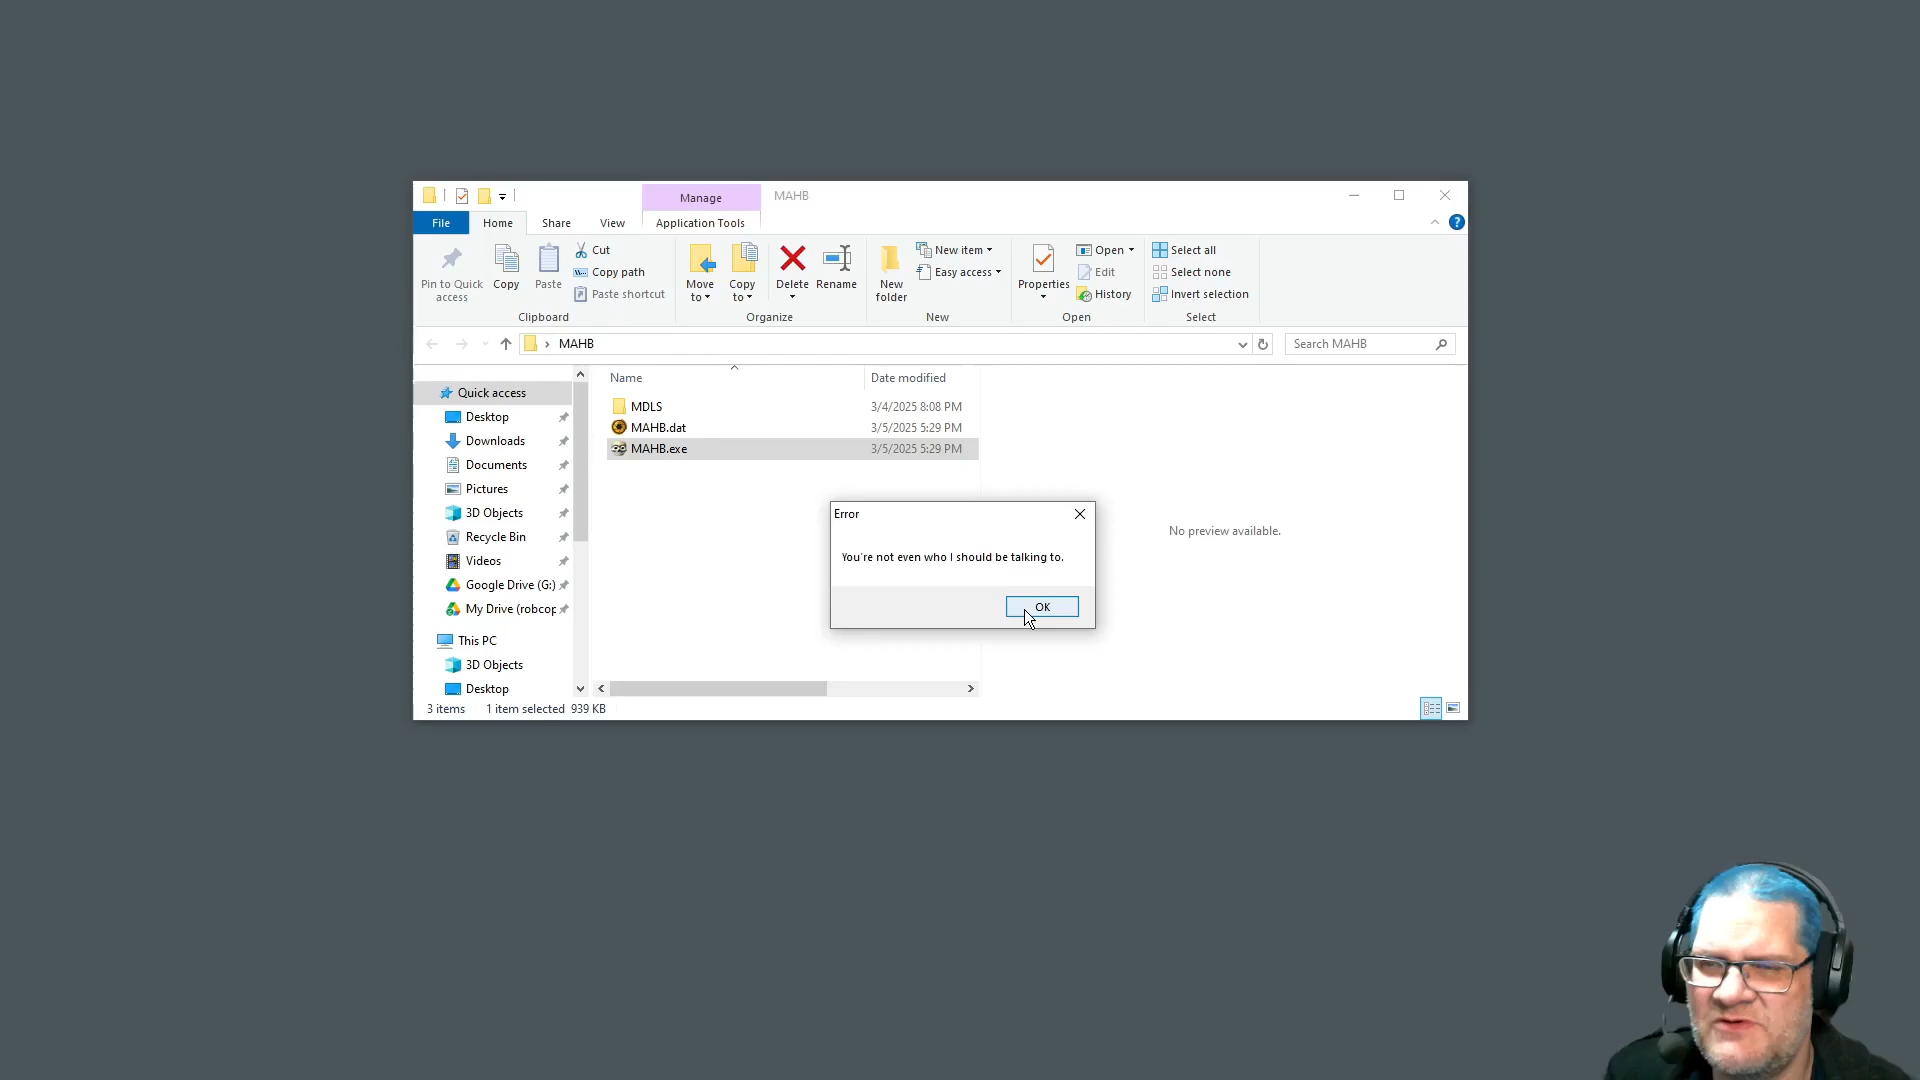 Manage
MAHB
File
Home
Share
View
Application Tools
Pin to Quick access
Copy
Paste
Cut
Copy path
Paste shortcut
Clipboard
Move to
Copy to
Delete
Rename
Organize
New folder
New item
Easy access
New
Properties
Open
Edit
History
Open
Select all
Select none
Invert selection
Select
MAHB
Search MAHB
Quick access
Desktop
Downloads
Documents
Pictures
3D Objects
Recycle Bin
Videos
Google Drive (G:)
My Drive (robcop
This PC
3D Objects
Desktop
Name
Date modified
MDLS
3/4/2025 8:08 PM
MAHB.dat
3/5/2025 5:29 PM
MAHB.exe
3/5/2025 5:29 PM
No preview available.
Error
You're not even who I should be talking to.
OK
3 items
1 item selected 939 KB